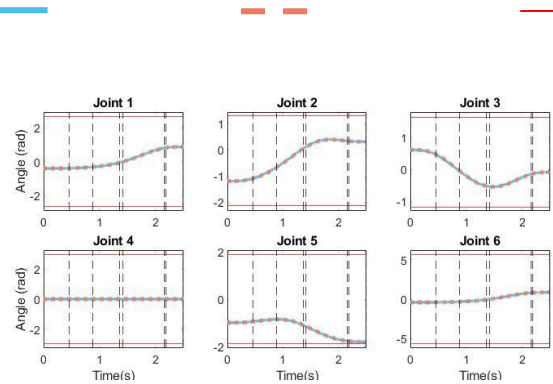 Joint 1 Joint 2 Joint 3
Angle (rad)
2 0 -2
1 0 -1 -2
1 0 -1
0 1 2 0 1 2 0 1 2
Joint 4 Joint 5 Joint 6
Angle (rad)
2 0 -2
2 0 -2
5 0 -5
0 1 2 0 1 2 0 1 2
Time(s) Time(s) Time(s)